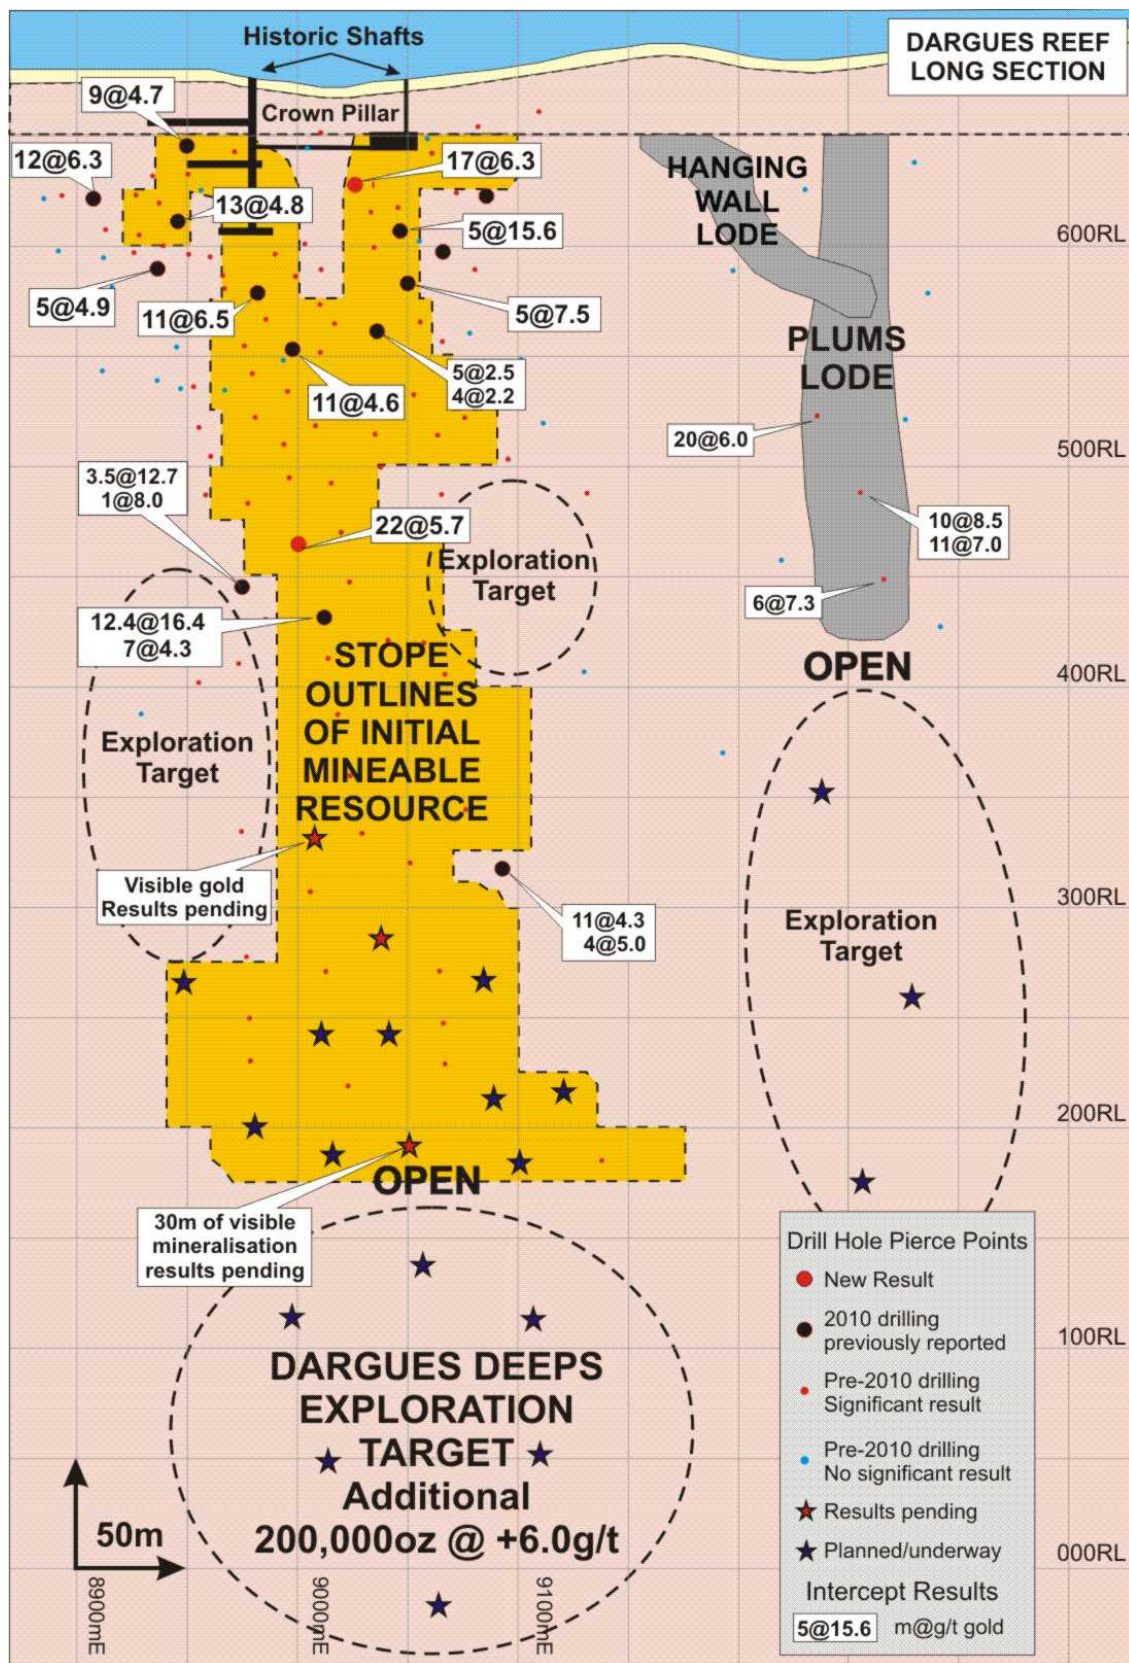 DARGUES REEF
LONG SECTION
Historic Shafts
Crown Pillar
9@4.7
12@6.3
13@4.8
17@6.3
5@15.6
5@4.9
11@6.5
5@7.5
11@4.6
5@2.5
4@2.2
HANGING
WALL
LODE
PLUMS
LODE
600RL
500RL
400RL
300RL
200RL
100RL
000RL
20@6.0
10@8.5
11@7.0
6@7.3
OPEN
3.5@12.7
1@8.0
22@5.7
12.4@16.4
7@4.3
Exploration
Target
Exploration
Target
STOPE
OUTLINES
OF INITIAL
MINEABLE
RESOURCE
Visible gold
Results pending
11@4.3
4@5.0
Exploration
Target
OPEN
30m of visible
mineralisation
results pending
DARGUES DEEPS
EXPLORATION
TARGET
Additional
200,000oz @ +6.0g/t
50m
8900mE
9000mE
9100mE
Drill Hole Pierce Points
New Result
2010 drilling
previously reported
Pre-2010 drilling
Significant result
Pre-2010 drilling
No significant result
Results pending
Planned/underway
Intercept Results
5@15.6
m@g/t gold